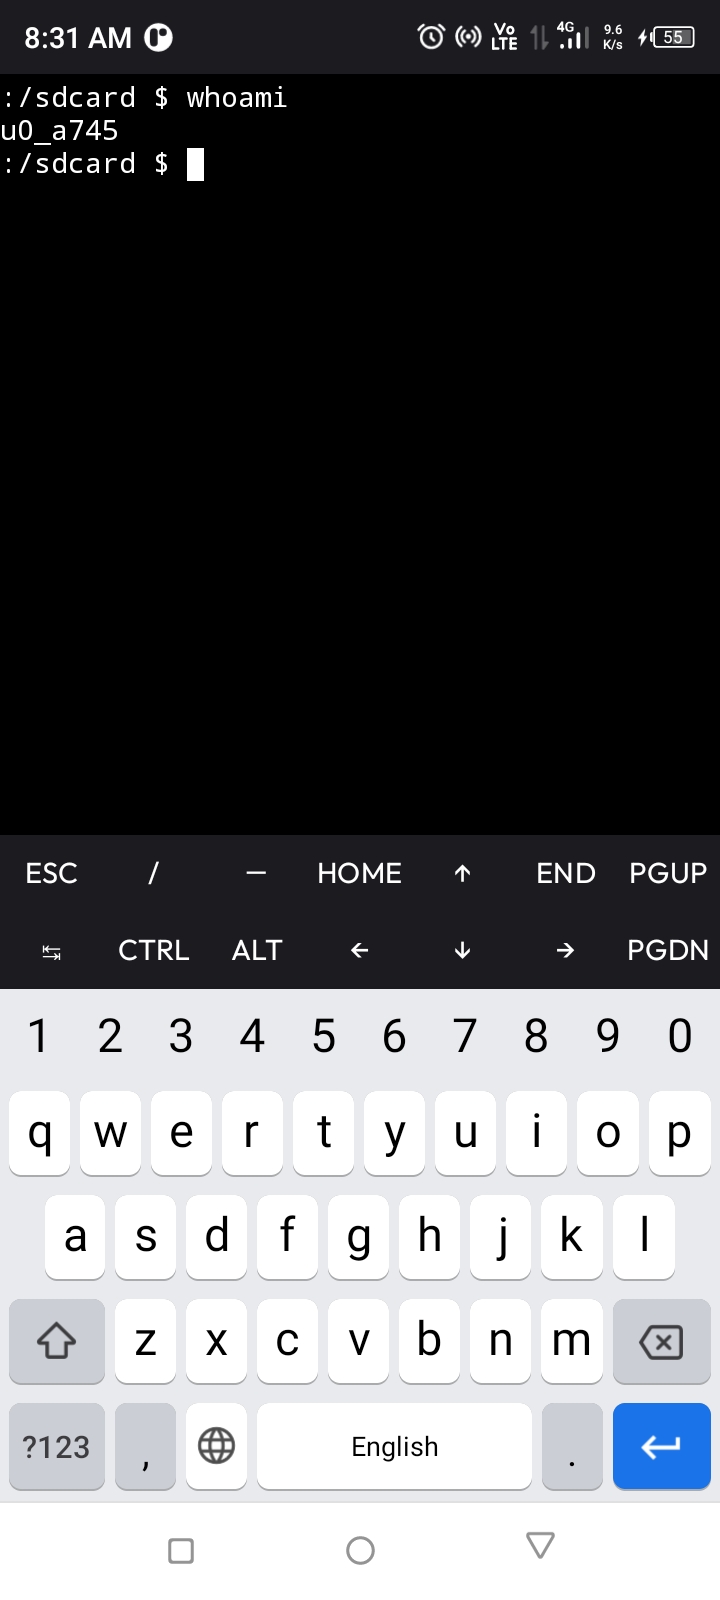 8:31 AM
Vo
LTE
4G
9.6
K/s
55
:/sdcard $ whoami
u0_a745
:/sdcard $
ESC / — HOME ↑ END PGUP
↹ CTRL ALT ← ↓ → PGDN
1 2 3 4 5 6 7 8 9 0
q w e r t y u i o p
a s d f g h j k l
z x c v b n m
?123 , English .